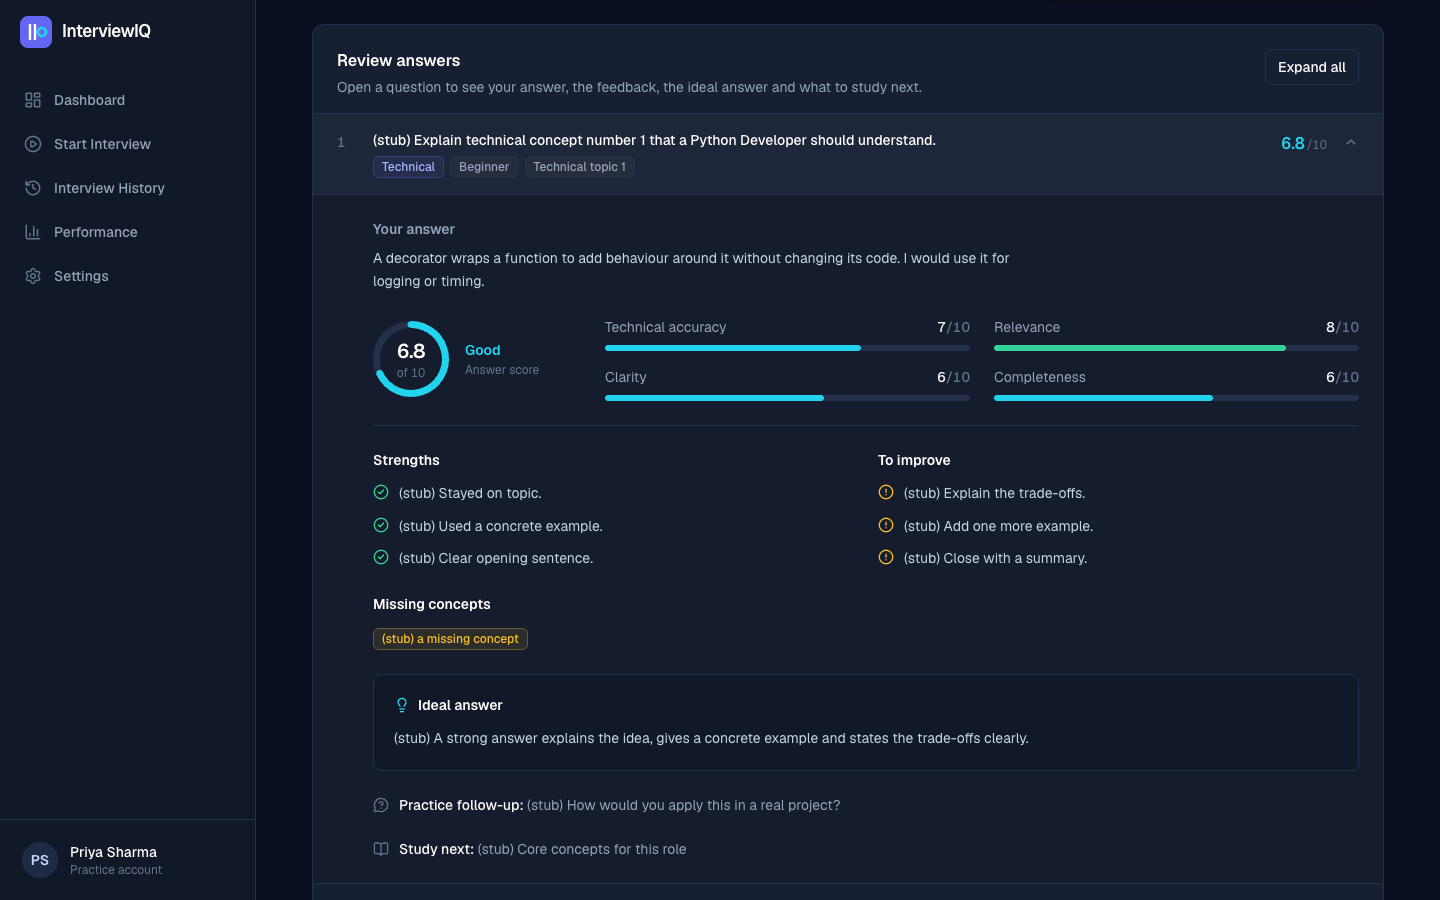 InterviewIQ
Dashboard
Start Interview
Interview History
Performance
Settings
PS
Priya Sharma
Practice account
Review answers
Open a question to see your answer, the feedback, the ideal answer and what to study next.
Expand all
1
(stub) Explain technical concept number 1 that a Python Developer should understand.
Technical
Beginner
Technical topic 1
6.8/10
Your answer
A decorator wraps a function to add behaviour around it without changing its code. I would use it for
logging or timing.
6.8
of 10
Good
Answer score
Technical accuracy 7/10
Relevance 8/10
Clarity 6/10
Completeness 6/10
Strengths
(stub) Stayed on topic.
(stub) Used a concrete example.
(stub) Clear opening sentence.
To improve
(stub) Explain the trade-offs.
(stub) Add one more example.
(stub) Close with a summary.
Missing concepts
(stub) a missing concept
Ideal answer
(stub) A strong answer explains the idea, gives a concrete example and states the trade-offs clearly.
Practice follow-up: (stub) How would you apply this in a real project?
Study next: (stub) Core concepts for this role